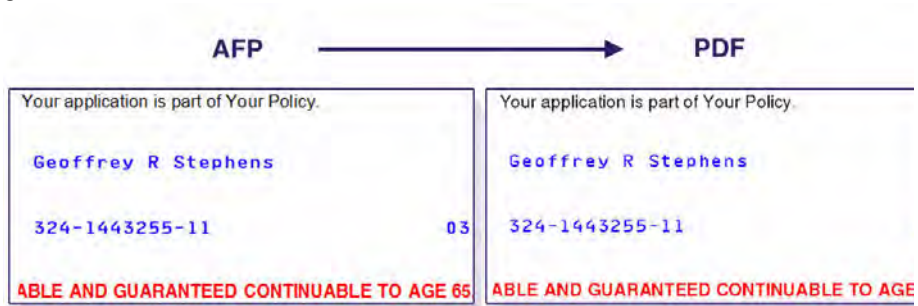 AFP PDF
Your application is part of Your Policy.
Geoffrey R Stephens
324-1443255-11 03
ABLE AND GUARANTEED CONTINUABLE TO AGE 65
Your application is part of Your Policy.
Geoffrey R Stephens
324-1443255-11
ABLE AND GUARANTEED CONTINUABLE TO AGE